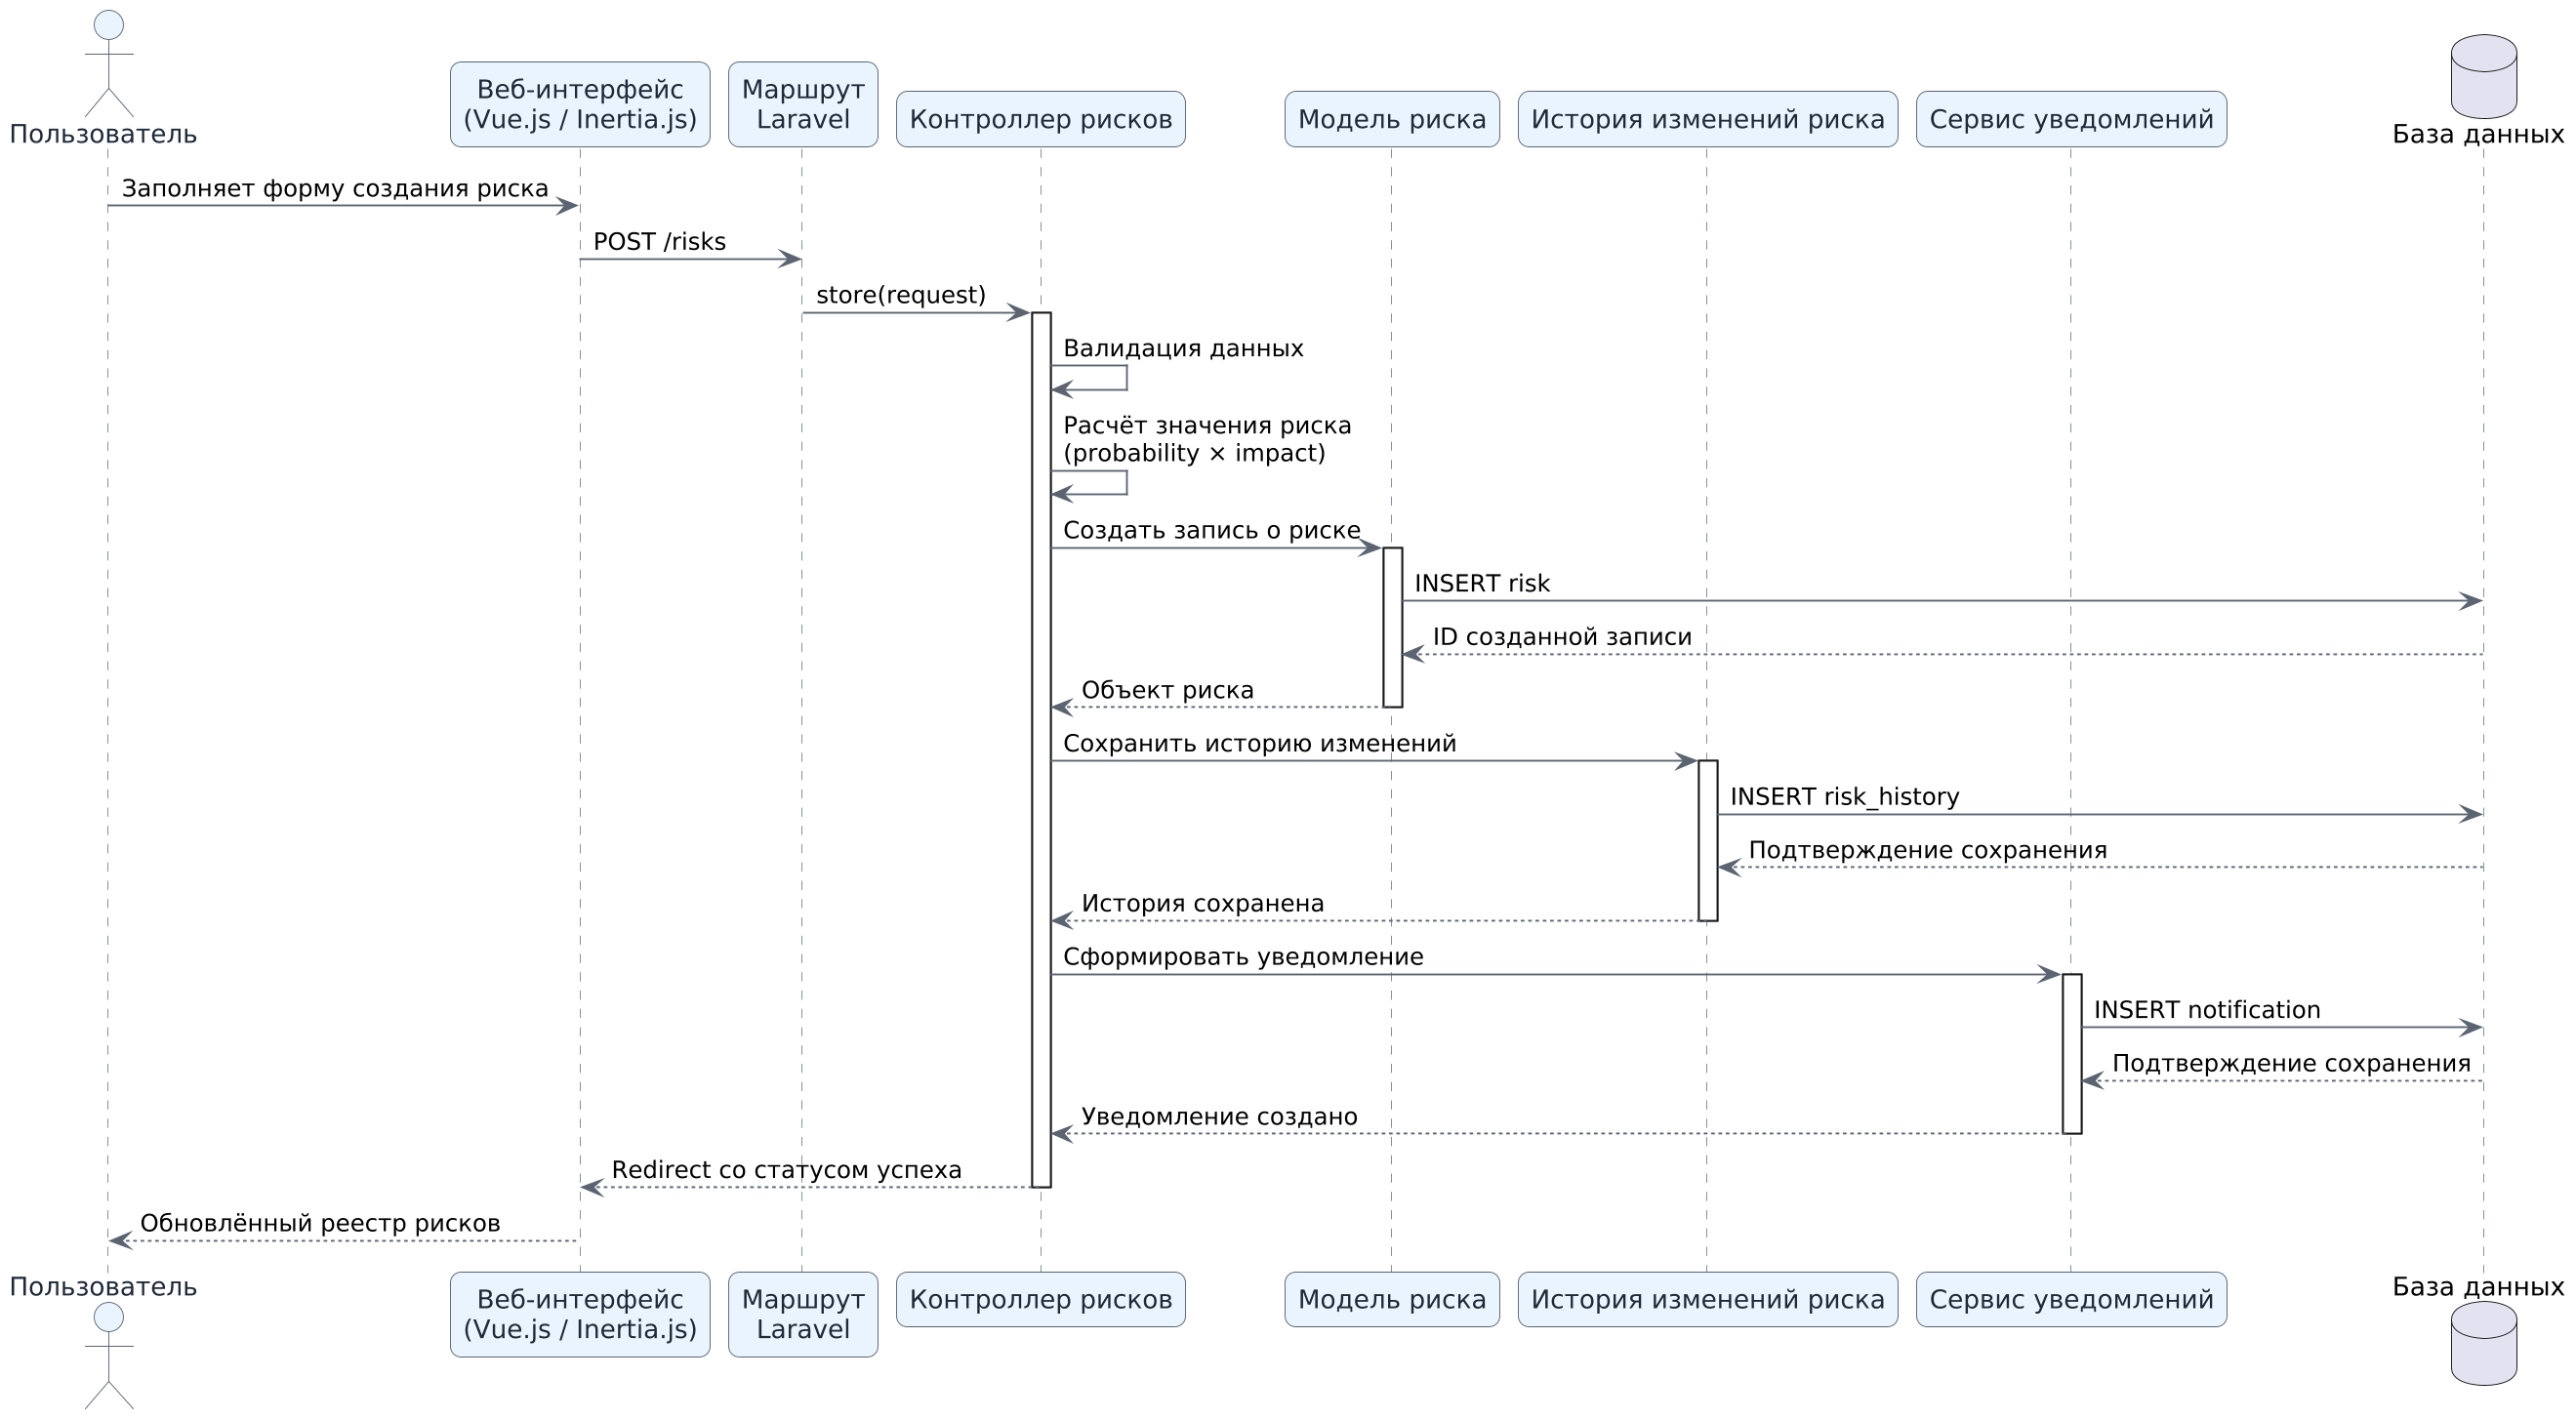 Пользователь
Веб-интерфейс
(Vue.js / Inertia.js)
Маршрут
Laravel
Контроллер рисков
Модель риска
История изменений риска
Сервис уведомлений
База данных
Заполняет форму создания риска
POST /risks
store(request)
Валидация данных
Расчёт значения риска
(probability × impact)
Создать запись о риске
INSERT risk
ID созданной записи
Объект риска
Сохранить историю изменений
INSERT risk_history
Подтверждение сохранения
История сохранена
Сформировать уведомление
INSERT notification
Подтверждение сохранения
Уведомление создано
Redirect со статусом успеха
Обновлённый реестр рисков
Пользователь
Веб-интерфейс
(Vue.js / Inertia.js)
Маршрут
Laravel
Контроллер рисков
Модель риска
История изменений риска
Сервис уведомлений
База данных